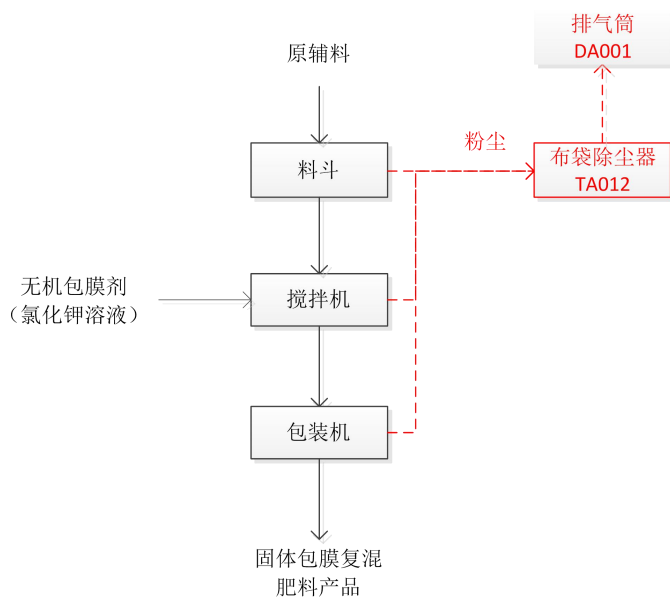 排气筒
DA001
原辅料
粉尘
布袋除尘器
TA012
料斗
无机包膜剂
（氯化钾溶液）
搅拌机
包装机
固体包膜复混
肥料产品